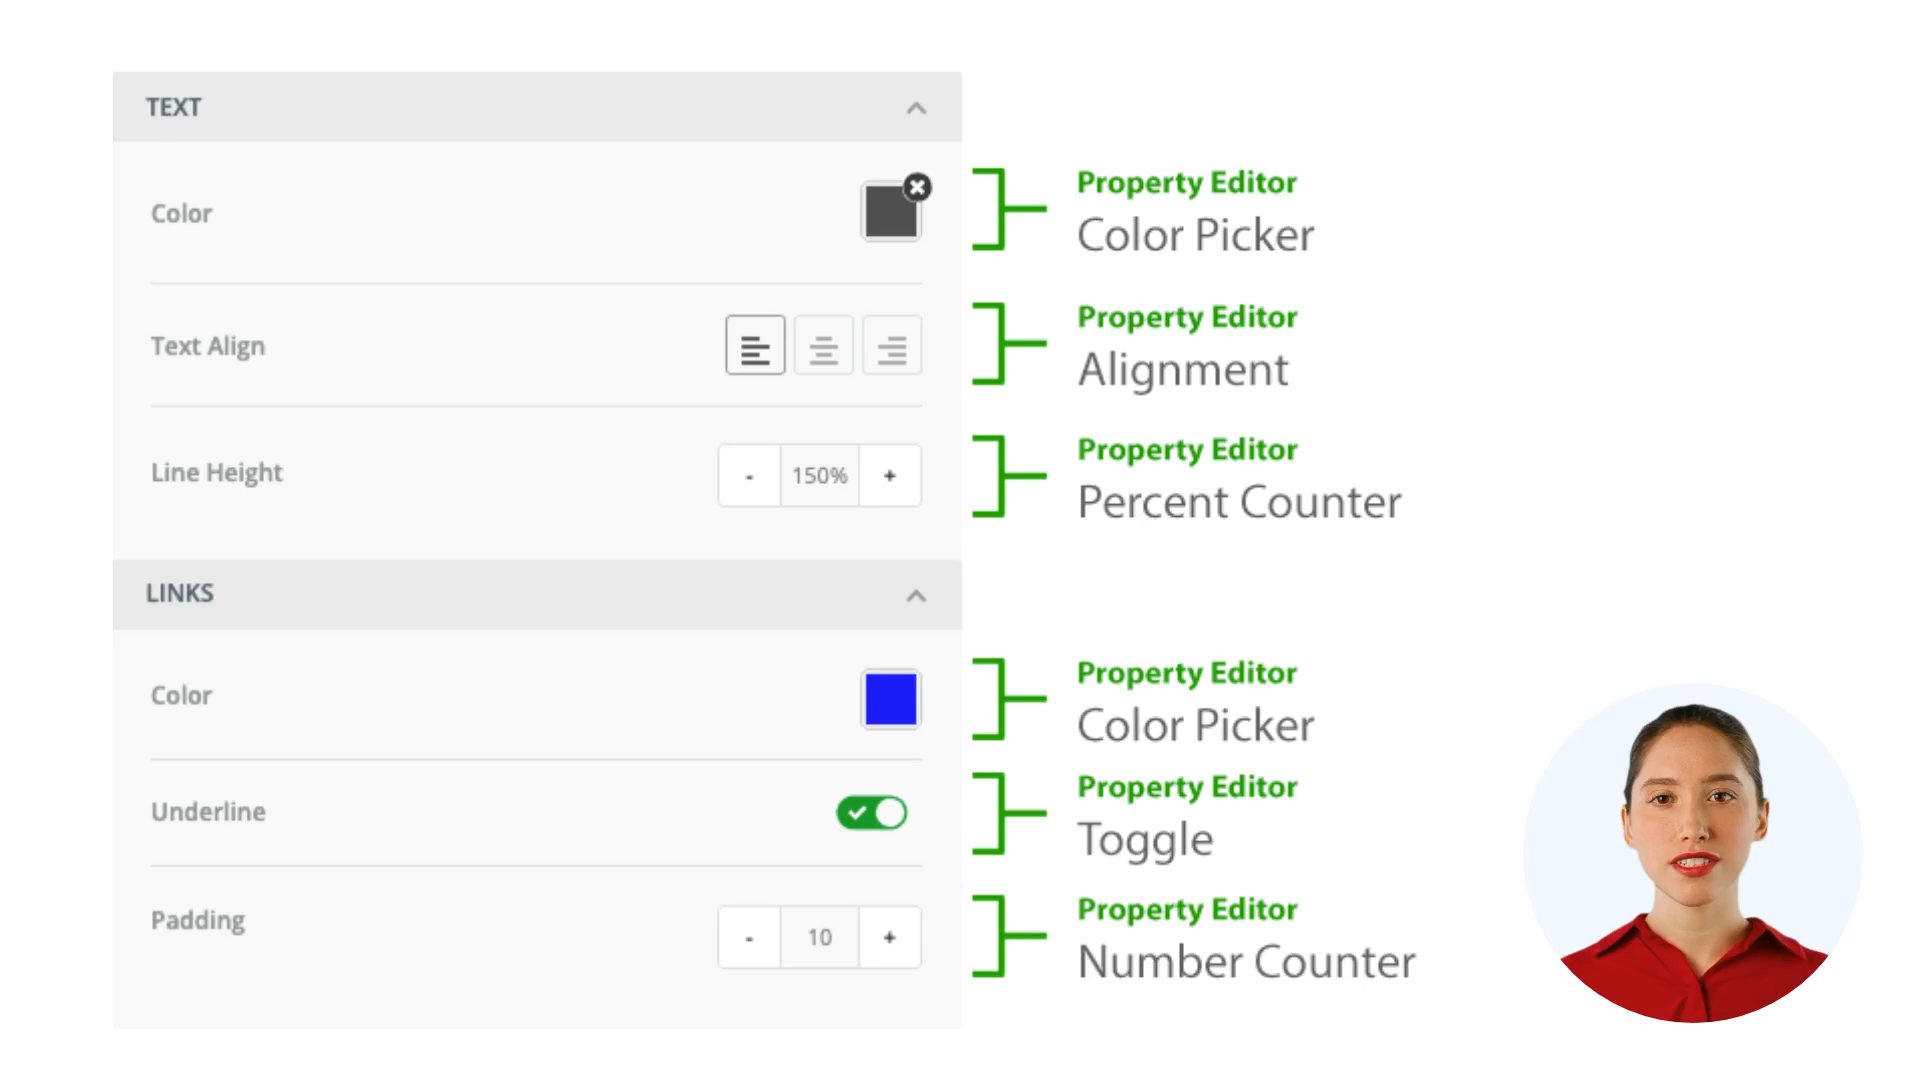 TEXT
Color
Property Editor
Color Picker
Text Align
Property Editor
Alignment
Line Height
- 150% +
Property Editor
Percent Counter
LINKS
Color
Property Editor
Color Picker
Underline
Property Editor
Toggle
Padding
- 10 +
Property Editor
Number Counter